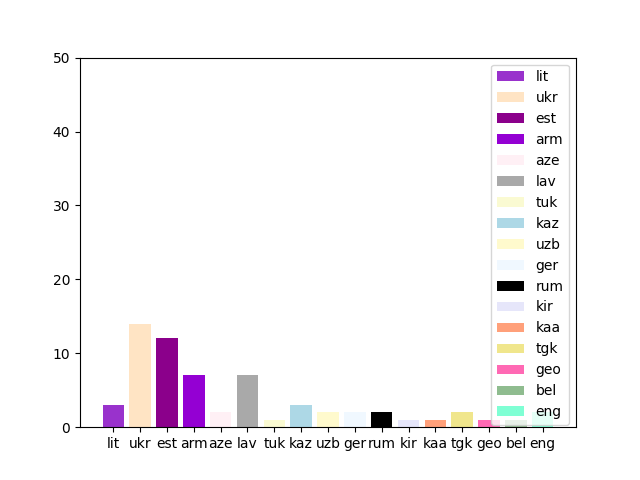 50
40
30
20
10
0
lit ukr est arm aze lav tuk kaz uzb ger rum kir kaa tgk geo bel eng
lit
ukr
est
arm
aze
lav
tuk
kaz
uzb
ger
rum
kir
kaa
tgk
geo
bel
eng